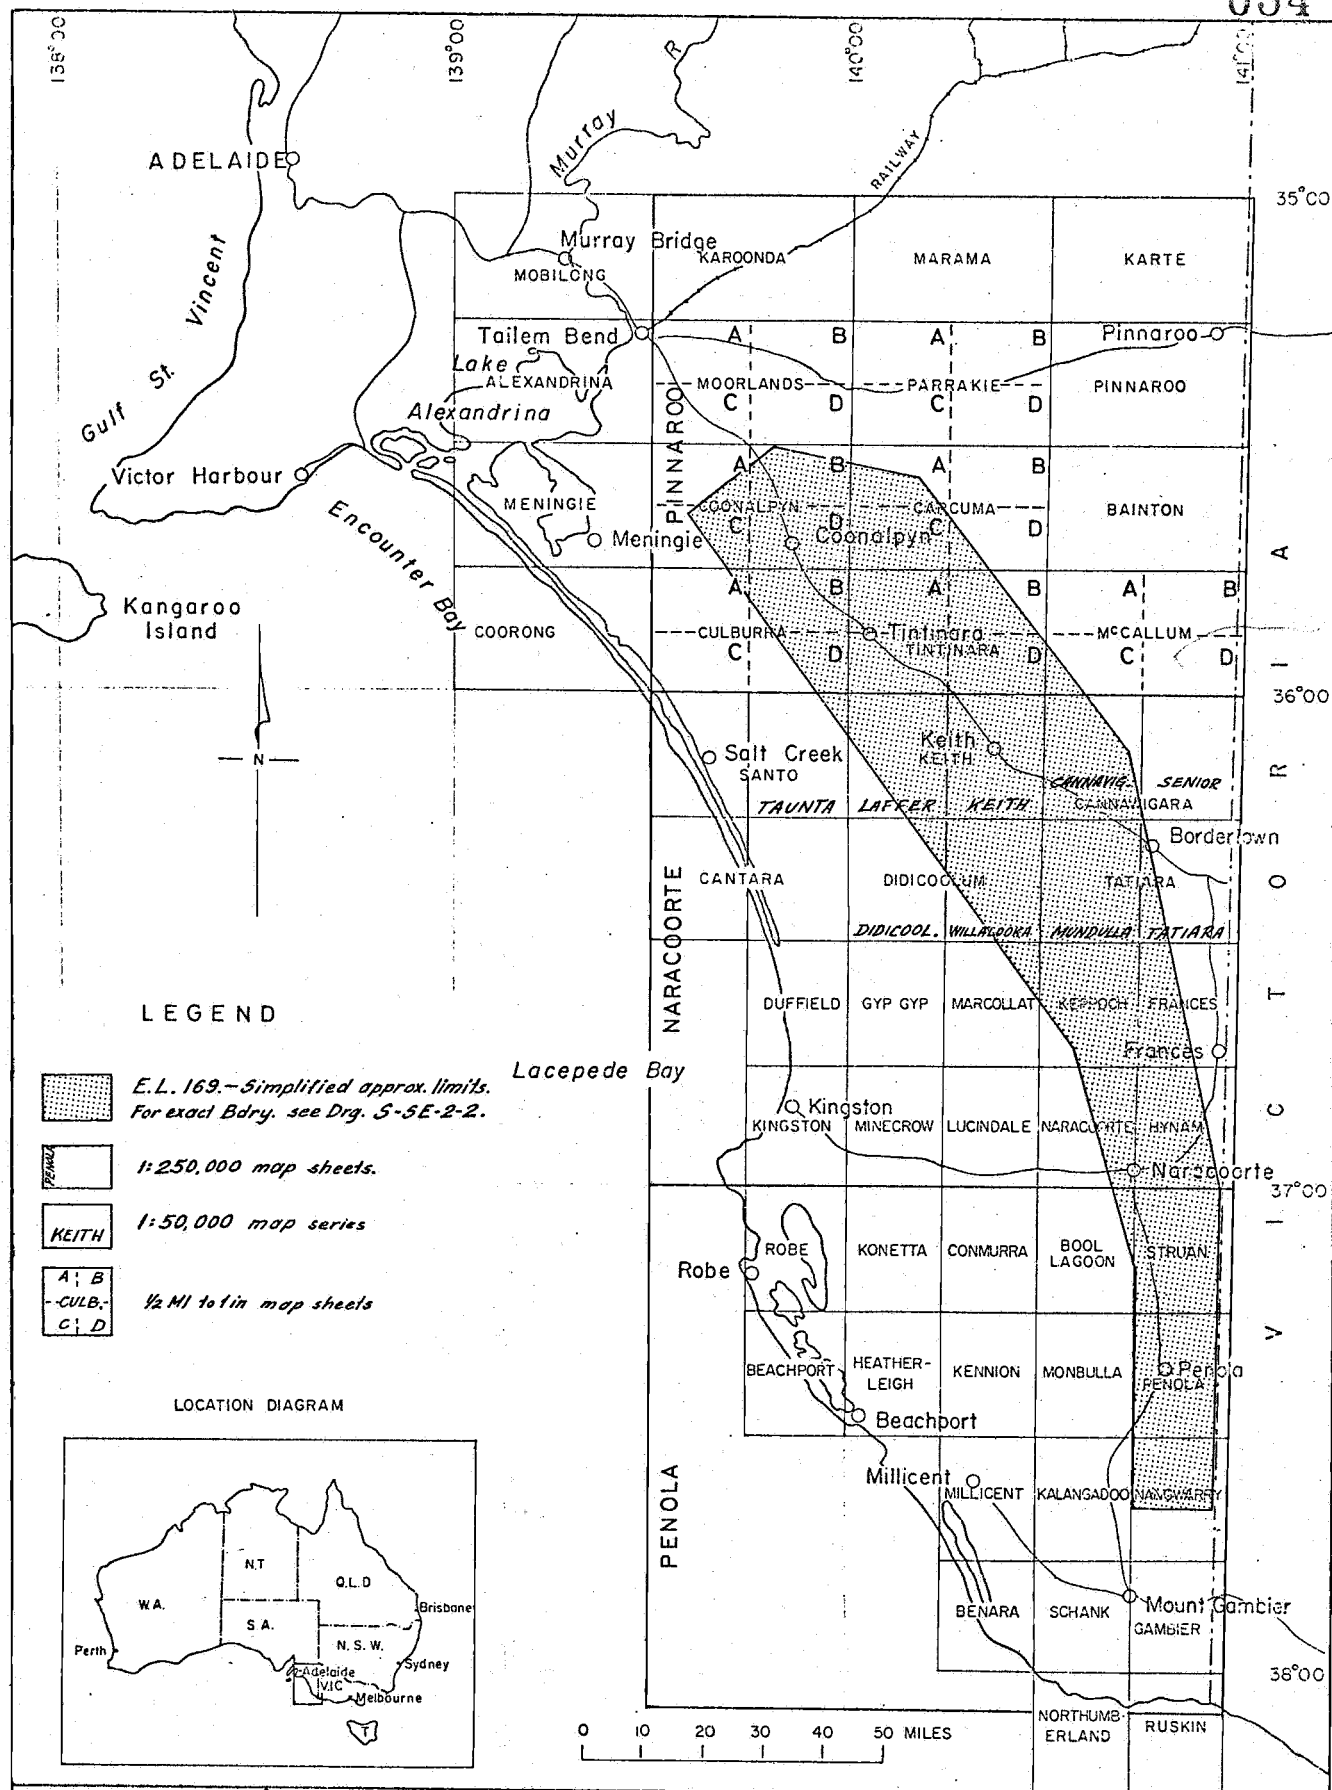 034
138°00
139°00
140°00
141°00
ADELAIDE
Murray
R
RAILWAY
35°00
Gulf St. Vincent
Murray Bridge
MOBILONG
KAROONDA
MARAMA
KARTE
Tailem Bend
A
B
A
B
Pinnaroo
Lake
Alexandrina
ALEXANDRINA
MOORLANDS
PARRAKIE
PINNAROO
C
D
C
D
PINNAROO
Victor Harbour
MENINGIE
Meningie
A
B
A
B
COONALPYN
CARCUMA
BAINTON
C
D
C
D
Coonalpyn
Encounter Bay
Kangaroo
Island
COORONG
A
B
A
B
A
B
CULBURRA
Tintinara
TINTINARA
McCALLUM
C
D
D
C
D
36°00
N
Salt Creek
SANTO
Keith
KEITH
CANNAVIG.
SENIOR
CANNAWIGARA
TAUNTA
LAFFER
KEITH
Bordertown
CANTARA
DIDICOOLUM
TATIARA
NARACOORTE
DIDICOOL.
WILLALOOKA
MUNDULLA
TATIARA
DUFFIELD
GYP GYP
MARCOLLAT
KEPPOCH
FRANCES
Frances
Lacepede Bay
Kingston
KINGSTON
MINECROW
LUCINDALE
NARACOORTE
HYNAM
Naracoorte
37°00
ROBE
KONETTA
CONMURRA
BOOL
LAGOON
STRUAN
Robe
BEACHPORT
HEATHER-
LEIGH
KENNION
MONBULLA
Penola
PENOLA
Beachport
PENOLA
Millicent
MILLICENT
KALANGADOO
NANGWARRY
BENARA
SCHANK
Mount Gambier
GAMBIER
38°00
NORTHUMB-
ERLAND
RUSKIN
VICTORIA
LEGEND
E.L. 169.-Simplified approx. limits.
For exact Bdry. see Drg. S-SE-2-2.
PENOLA
1:250,000 map sheets.
KEITH
1:50,000 map series
A B
CULB.
C D
1/2 MI to 1 in map sheets
LOCATION DIAGRAM
W.A.
N.T
Q.L.D
S.A.
N.S.W.
Brisbane
Perth
Sydney
Adelaide
VIC
Melbourne
T
0 10 20 30 40 50 MILES